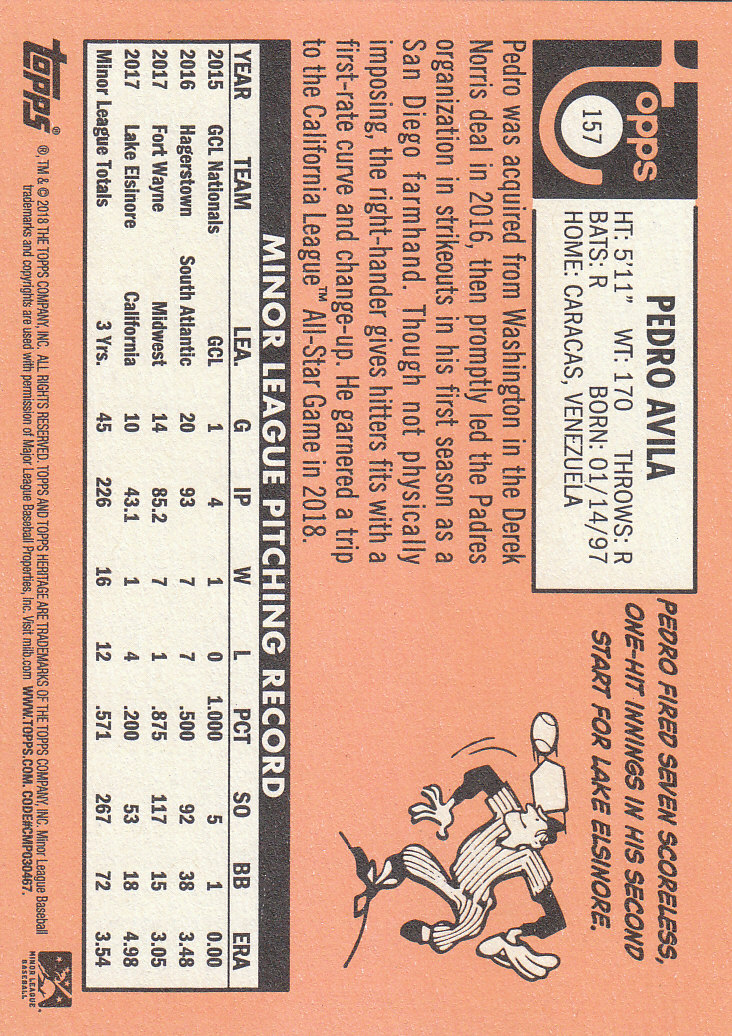 Topps
157
PEDRO AVILA
HT: 5'11" WT: 170 THROWS: R
BATS: R BORN: 01/14/97
HOME: CARACAS, VENEZUELA
PEDRO FIRED SEVEN SCORELESS,
ONE-HIT INNINGS IN HIS SECOND
START FOR LAKE ELSINORE.
Pedro was acquired from Washington in the Derek
Norris deal in 2016, then promptly led the Padres
organization in strikeouts in his first season as a
San Diego farmhand. Though not physically
imposing, the right-hander gives hitters fits with a
first-rate curve and change-up. He garnered a trip
to the California League™ All-Star Game in 2018.
MINOR LEAGUE PITCHING RECORD
YEAR TEAM LEA. G IP W L PCT SO BB ERA
2015 GCL Nationals GCL 1 4 1 0 1.000 5 1 0.00
2016 Hagerstown South Atlantic 20 93 7 7 .500 92 38 3.48
2017 Fort Wayne Midwest 14 85.2 7 1 .875 117 15 3.05
2017 Lake Elsinore California 10 43.1 1 4 .200 53 18 4.98
Minor League Totals 3 Yrs. 45 226 16 12 .571 267 72 3.54
topps®
®, TM & © 2018 THE TOPPS COMPANY, INC. ALL RIGHTS RESERVED. TOPPS AND TOPPS HERITAGE ARE TRADEMARKS OF THE TOPPS COMPANY, INC. Minor League Baseball
trademarks and copyrights are used with permission of Major League Baseball Properties, Inc. Visit milb.com WWW.TOPPS.COM. CODE#CMP030467.
MINOR LEAGUE
BASEBALL